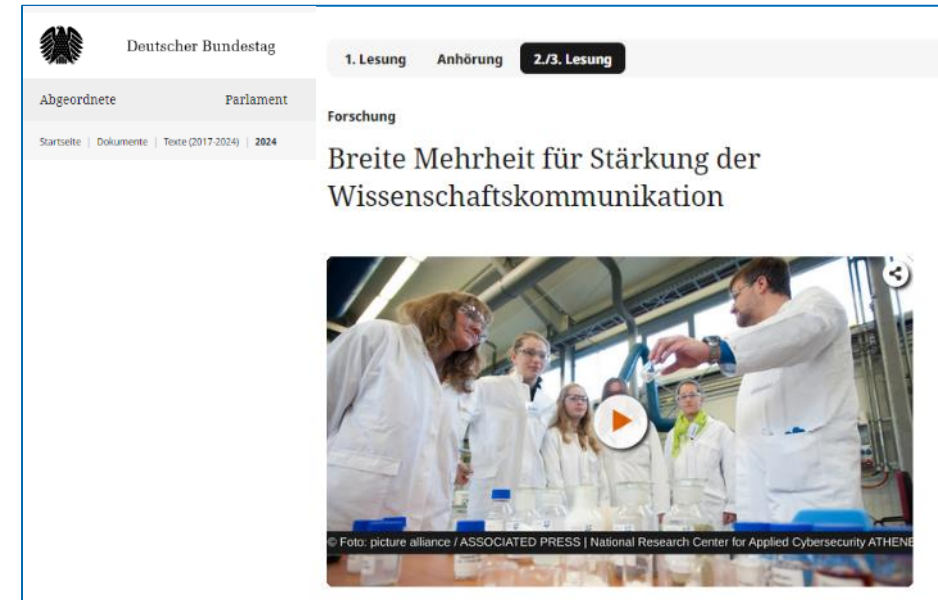 Deutscher Bundestag
Abgeordnete Parlament
Startseite | Dokumente | Texte (2017-2024) | 2024
1. Lesung Anhörung 2./3. Lesung
Forschung
Breite Mehrheit für Stärkung der
Wissenschaftskommunikation
© Foto: picture alliance / ASSOCIATED PRESS | National Research Center for Applied Cybersecurity ATHENE